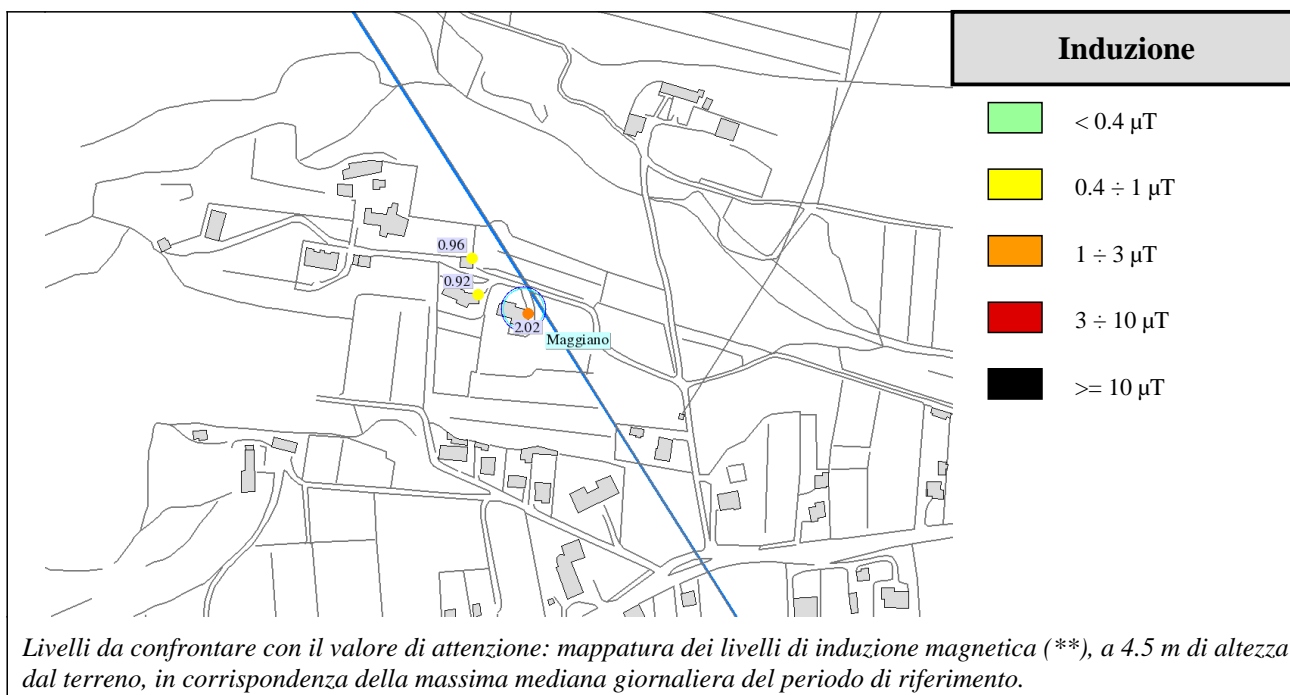 Induzione
< 0.4 µT
0.4 ÷ 1 µT
1 ÷ 3 µT
3 ÷ 10 µT
>= 10 µT
0.96
0.92
2.02
Maggiano
Livelli da confrontare con il valore di attenzione: mappatura dei livelli di induzione magnetica (**), a 4.5 m di altezza
dal terreno, in corrispondenza della massima mediana giornaliera del periodo di riferimento.